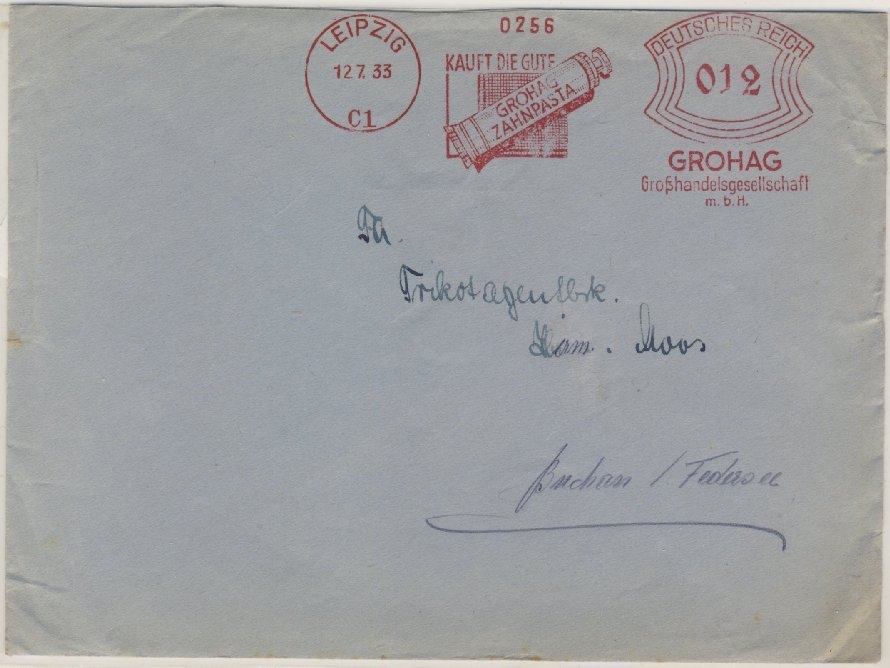 LEIPZIG
12.7.33
C1
0256
KAUFT DIE GUTE
GROHAG
ZAHNPASTA
DEUTSCHES REICH
012
GROHAG
Großhandelsgesellschaft
m. b. H.
Fa.
Trikotagenfbrk.
Moos
Buchau / Federsee